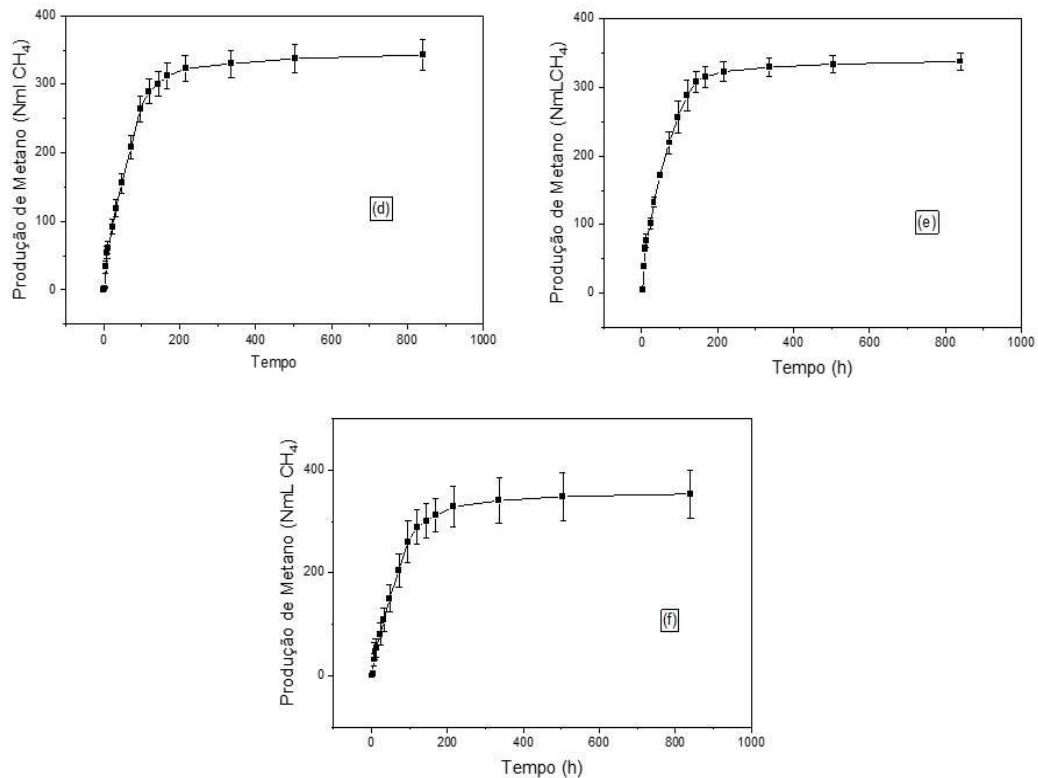 Produção de Metano (Nml CH₄)
400
300
200
100
0
(d)
0 200 400 600 800 1000
Tempo
Produção de Metano (NmLCH₄)
400
300
200
100
0
(e)
0 200 400 600 800 1000
Tempo (h)
Produção de Metano (NmL CH₄)
400
200
0
(f)
0 200 400 600 800 1000
Tempo (h)